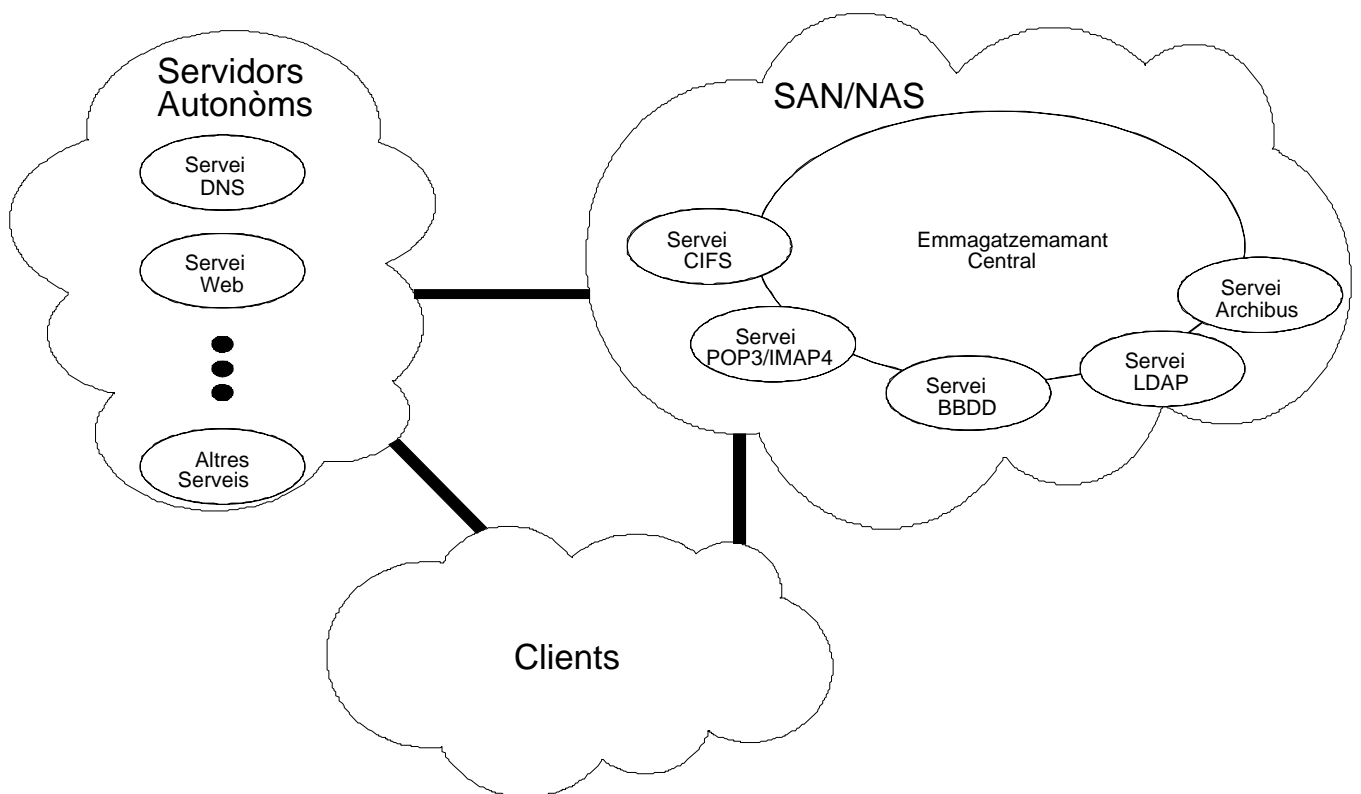 Servidors
Autonòms
Servei
DNS
Servei
Web
Altres
Serveis
SAN/NAS
Emmagatzemamant
Central
Servei
CIFS
Servei
POP3/IMAP4
Servei
BBDD
Servei
LDAP
Servei
Archibus
Clients